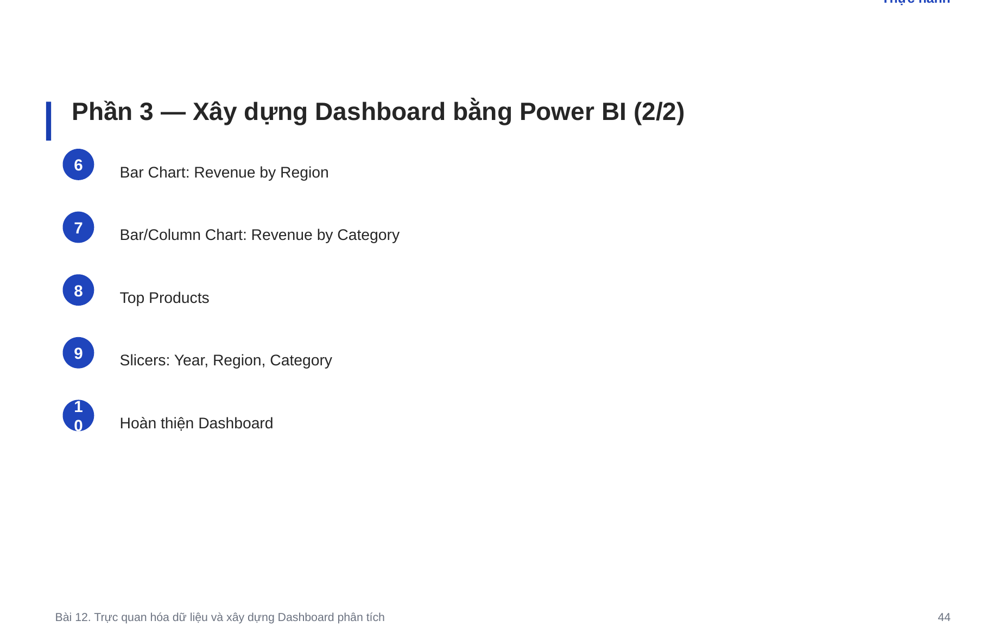 Thực hành
Phần 3 — Xây dựng Dashboard bằng Power BI (2/2)
6
Bar Chart: Revenue by Region
7
Bar/Column Chart: Revenue by Category
8
Top Products
9
Slicers: Year, Region, Category
10
Hoàn thiện Dashboard
Bài 12. Trực quan hóa dữ liệu và xây dựng Dashboard phân tích
44